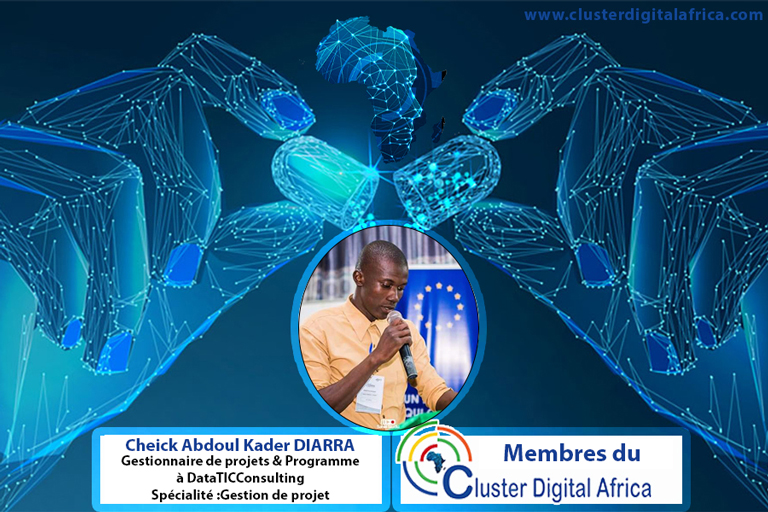 www.clusterdigitalafrica.com
Cheick Abdoul Kader DIARRA
Gestionnaire de projets & Programme
à DataTICConsulting
Spécialité :Gestion de projet
Membres du
Cluster Digital Africa